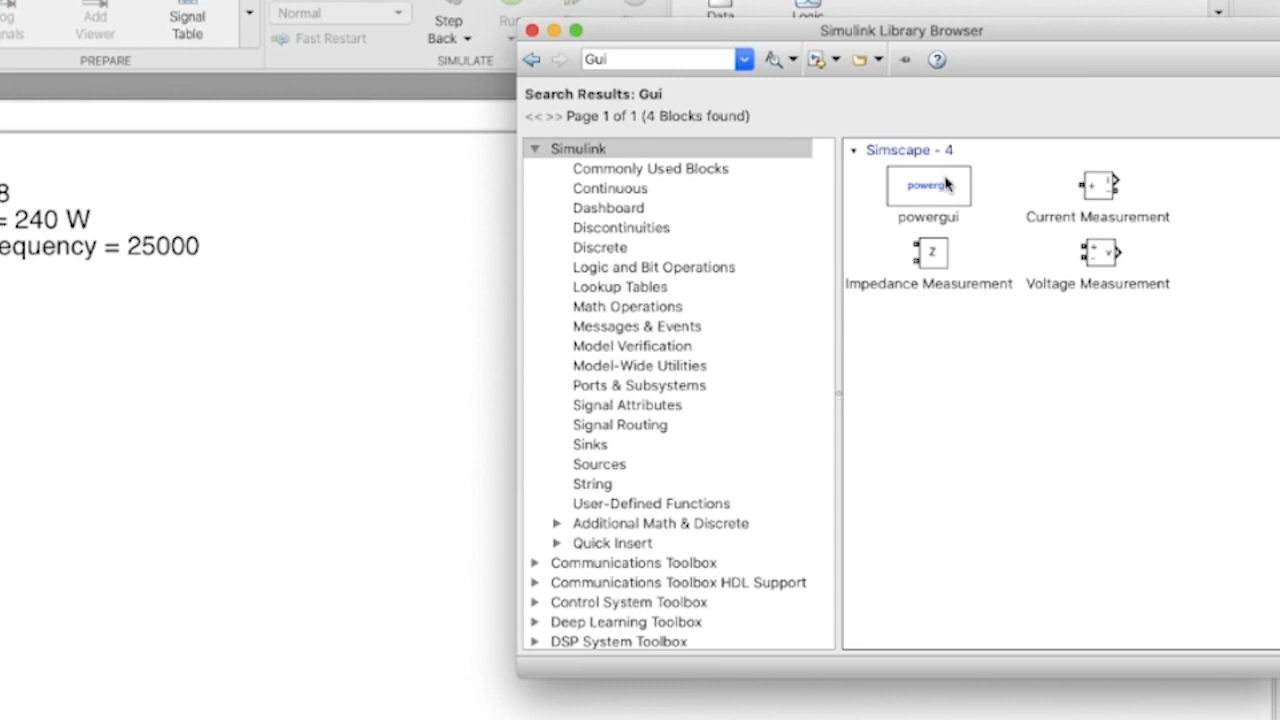 Add
Viewer
Signal
Table
PREPARE
Normal
Fast Restart
Step
Back
SIMULATE
Simulink Library Browser
Gui
Search Results: Gui
<< >> Page 1 of 1 (4 Blocks found)
Simulink
Commonly Used Blocks
Continuous
Dashboard
Discontinuities
Discrete
Logic and Bit Operations
Lookup Tables
Math Operations
Messages & Events
Model Verification
Model-Wide Utilities
Ports & Subsystems
Signal Attributes
Signal Routing
Sinks
Sources
String
User-Defined Functions
Additional Math & Discrete
Quick Insert
Communications Toolbox
Communications Toolbox HDL Support
Control System Toolbox
Deep Learning Toolbox
DSP System Toolbox
Simscape - 4
powerg
powergui
Current Measurement
Z
Impedance Measurement
+ v
-
Voltage Measurement
8
= 240 W
equency = 25000